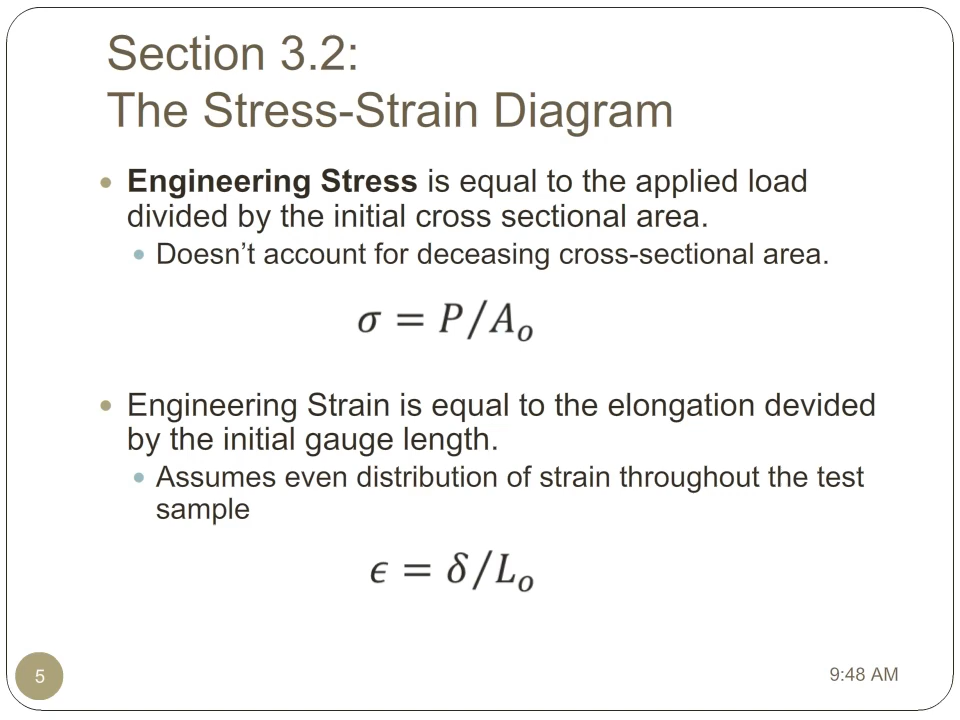 Section 3.2:
The Stress-Strain Diagram
• Engineering Stress is equal to the applied load
divided by the initial cross sectional area.
• Doesn’t account for deceasing cross-sectional area.
σ = P/Aₒ
• Engineering Strain is equal to the elongation devided
by the initial gauge length.
• Assumes even distribution of strain throughout the test
sample
ϵ = δ/Lₒ
5
9:48 AM